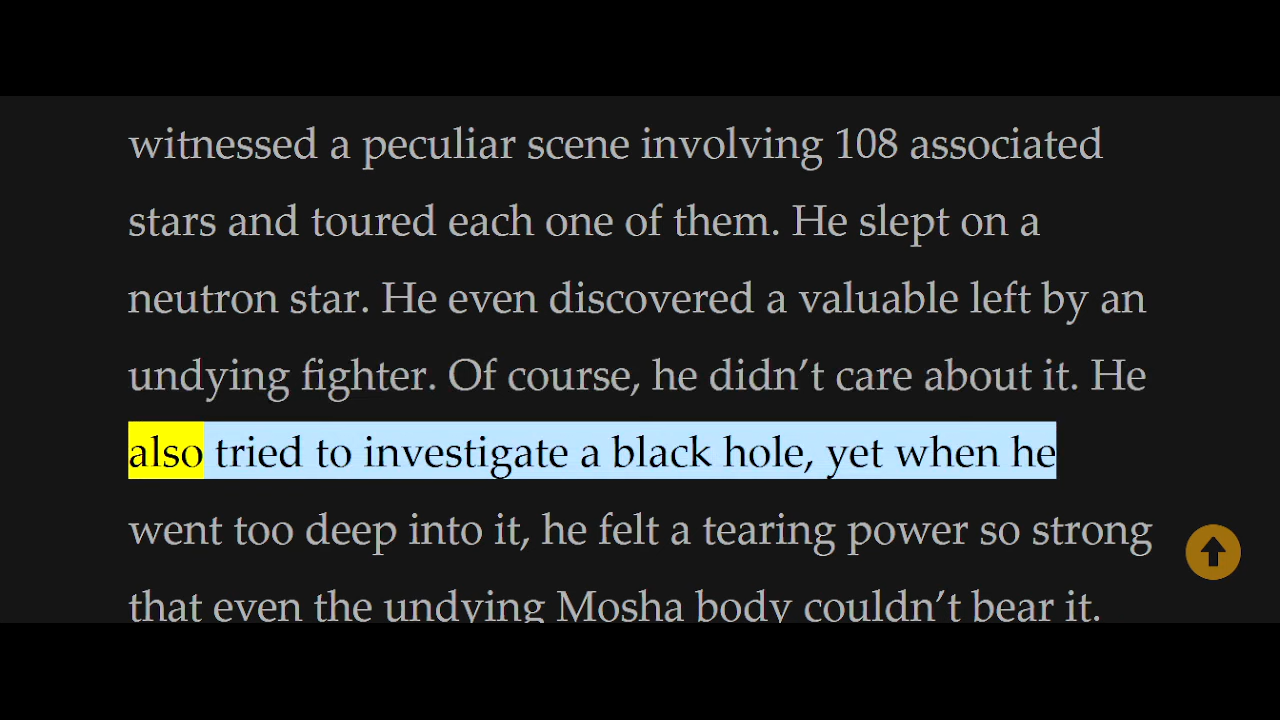 witnessed a peculiar scene involving 108 associated
stars and toured each one of them. He slept on a
neutron star. He even discovered a valuable left by an
undying fighter. Of course, he didn’t care about it. He
also tried to investigate a black hole, yet when he
went too deep into it, he felt a tearing power so strong
that even the undying Mosha body couldn’t bear it.